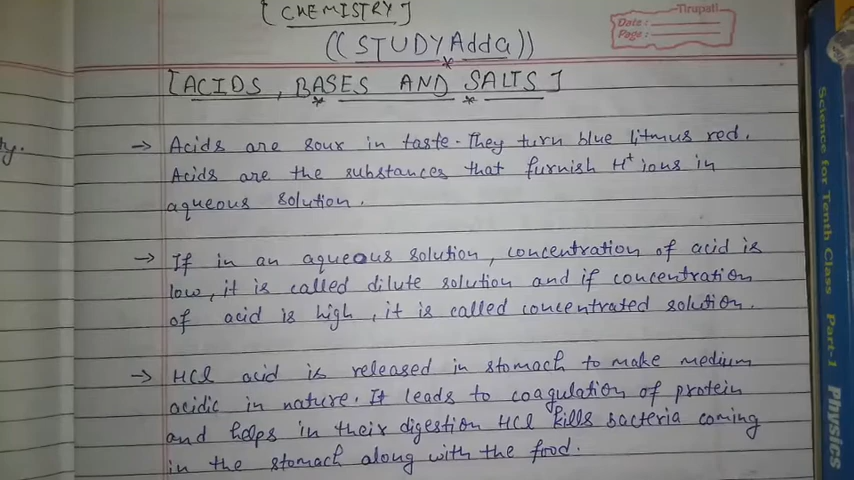 [CHEMISTRY]
((STUDYAdda))
Tirupati
Date:
Page:
[ACIDS, BASES AND SALTS]
→ Acids are sour in taste. They turn blue litmus red.
Acids are the substances that furnish H+ ions in
aqueous solution.
→ If in an aqueous solution, concentration of acid is
low, it is called dilute solution and if concentration
of acid is high, it is called concentrated solution.
→ HCl acid is released in stomach to make medium
acidic in nature. It leads to coagulation of protein
and helps in their digestion HCl kills bacteria coming
in the stomach along with the food.
ty.
Science for Tenth Class Part-1 Physics